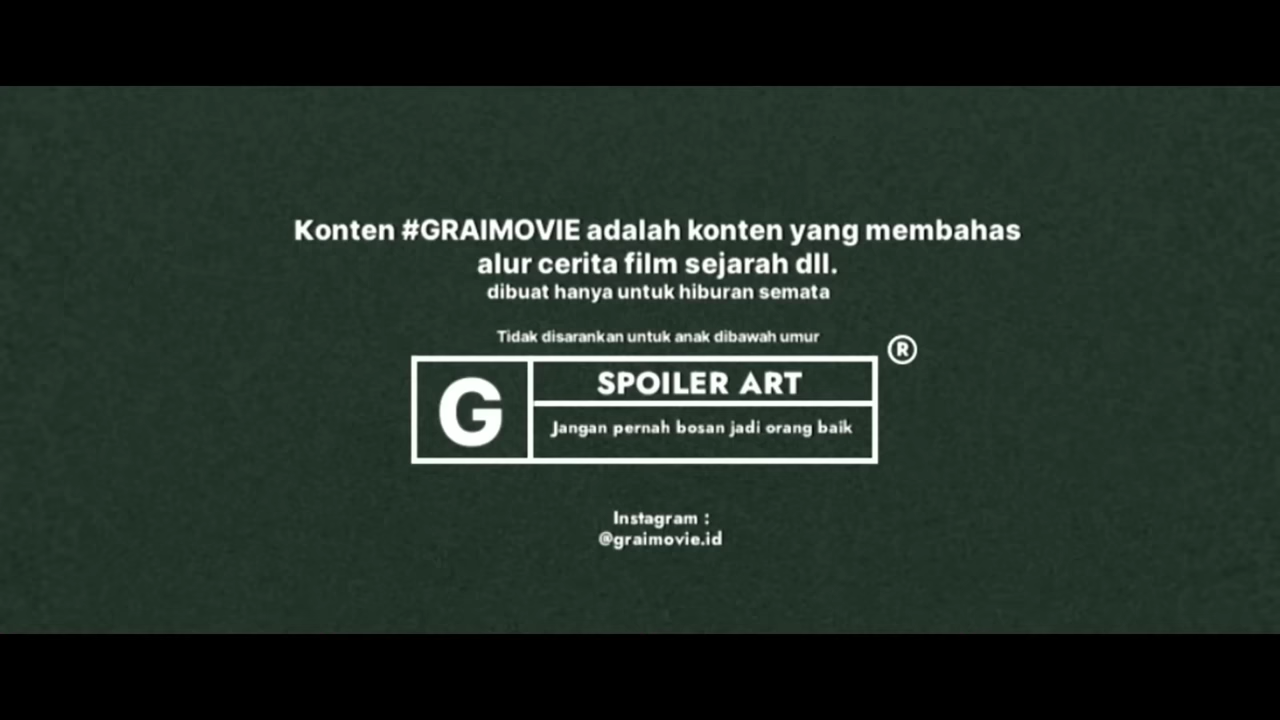 Konten #GRAIMOVIE adalah konten yang membahas
alur cerita film sejarah dll.
dibuat hanya untuk hiburan semata
Tidak disarankan untuk anak dibawah umur
®
G
SPOILER ART
Jangan pernah bosan jadi orang baik
Instagram :
@graimovie.id